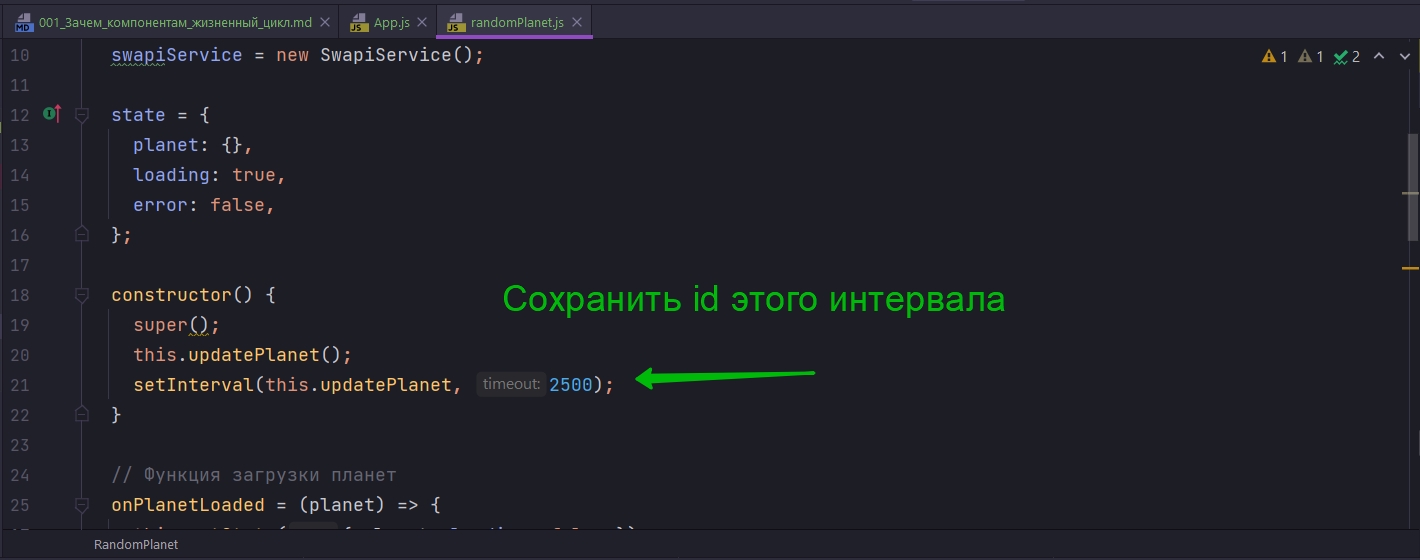 001_Зачем_компонентам_жизненный_цикл.md App.js randomPlanet.js
10 swapiService = new SwapiService();
1 1 2
11
12 state = {
13 planet: {},
14 loading: true,
15 error: false,
16 };
17
18 constructor() {
Сохранить id этого интервала
19 super();
20 this.updatePlanet();
21 setInterval(this.updatePlanet, timeout: 2500);
22 }
23
24 // Функция загрузки планет
25 onPlanetLoaded = (planet) => {
RandomPlanet